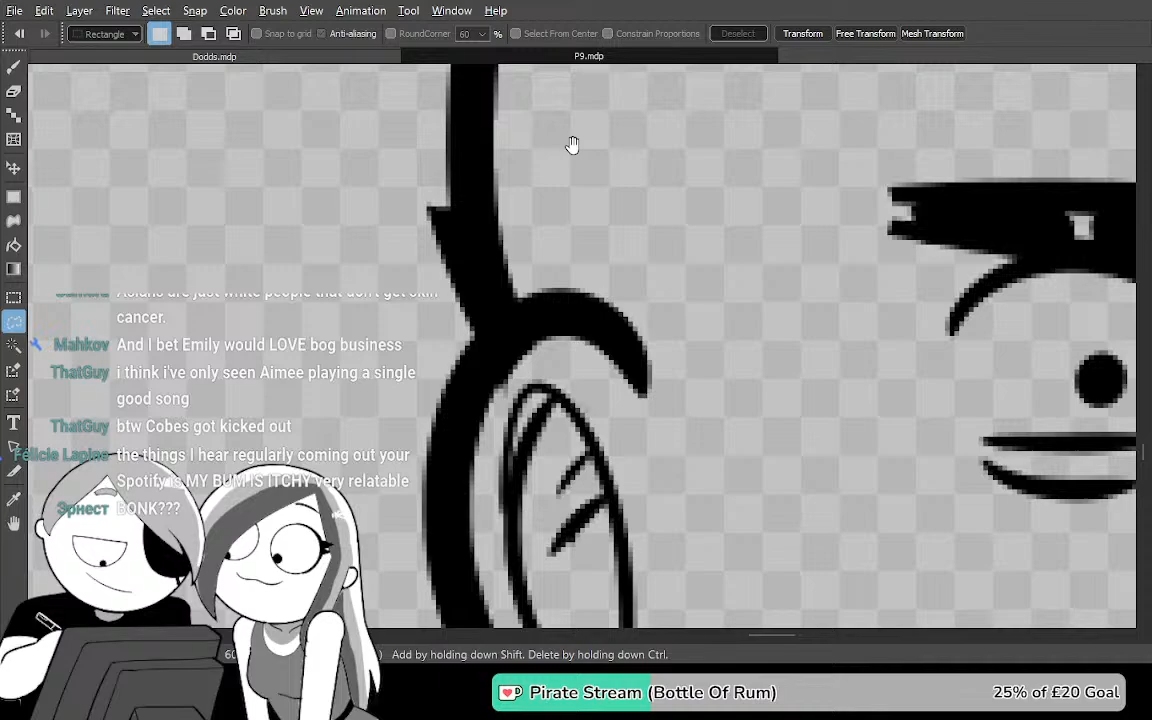 File Edit Layer Filter Select Snap Color Brush View Animation Tool Window Help
Rectangle Snap to grid Anti-aliasing RoundCorner 60 % Select From Center Constrain Proportions Deselect Transform Free Transform Mesh Transform
Dodds.mdp P9.mdp
Asians are just white people that don't get skin
cancer.
Mahkov And I bet Emily would LOVE bog business
ThatGuy i think i've only seen Aimee playing a single
good song
ThatGuy btw Cobes got kicked out
Félicie Lapins the things I hear regularly coming out your
Spotify is MY BUM IS ITCHY very relatable
Эрнест BONK???
) Add by holding down Shift. Delete by holding down Ctrl.
Pirate Stream (Bottle Of Rum) 25% of £20 Goal